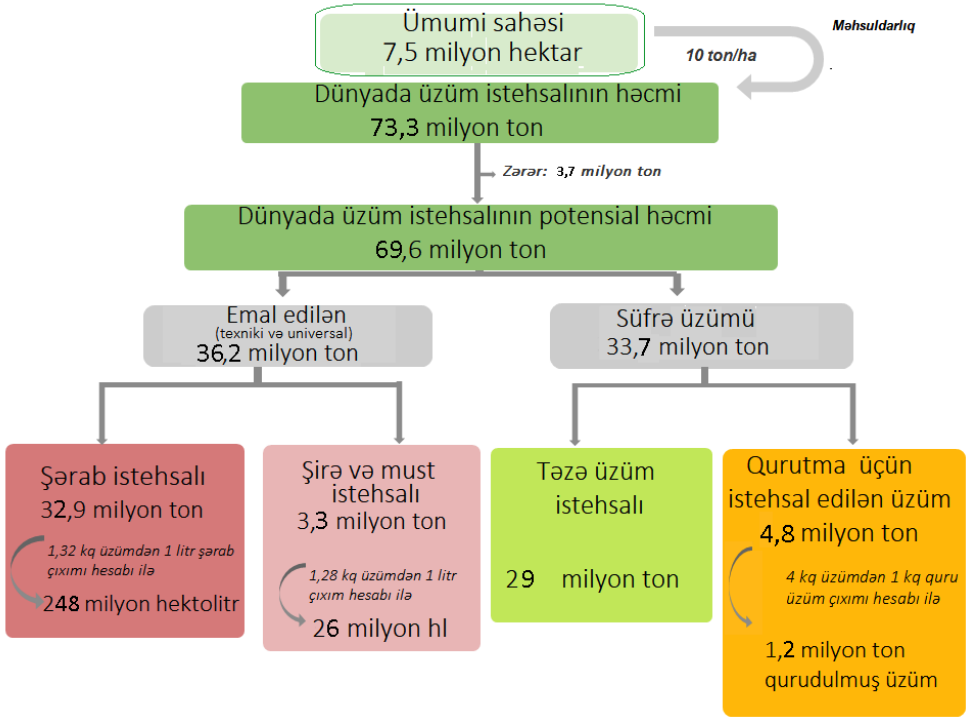 Ümumi sahəsi
7,5 milyon hektar
Məhsuldarlıq
10 ton/ha
Dünyada üzüm istehsalının həcmi
73,3 milyon ton
Zərər: 3,7 milyon ton
Dünyada üzüm istehsalının potensial həcmi
69,6 milyon ton
Emal edilən
(texniki və universal)
36,2 milyon ton
Süfrə üzümü
33,7 milyon ton
Şərab istehsalı
32,9 milyon ton
1,32 kq üzümdən 1 litr şərab
çıxımı hesabı ilə
248 milyon hektolitr
Şirə və must
istehsalı
3,3 milyon ton
1,28 kq üzümdən 1 litr
çıxım hesabı ilə
26 milyon hl
Təzə üzüm
istehsalı
29 milyon ton
Qurutma üçün
istehsal edilən üzüm
4,8 milyon ton
4 kq üzümdən 1 kq quru
üzüm çıxımı hesabı ilə
1,2 milyon ton
qurudulmuş üzüm